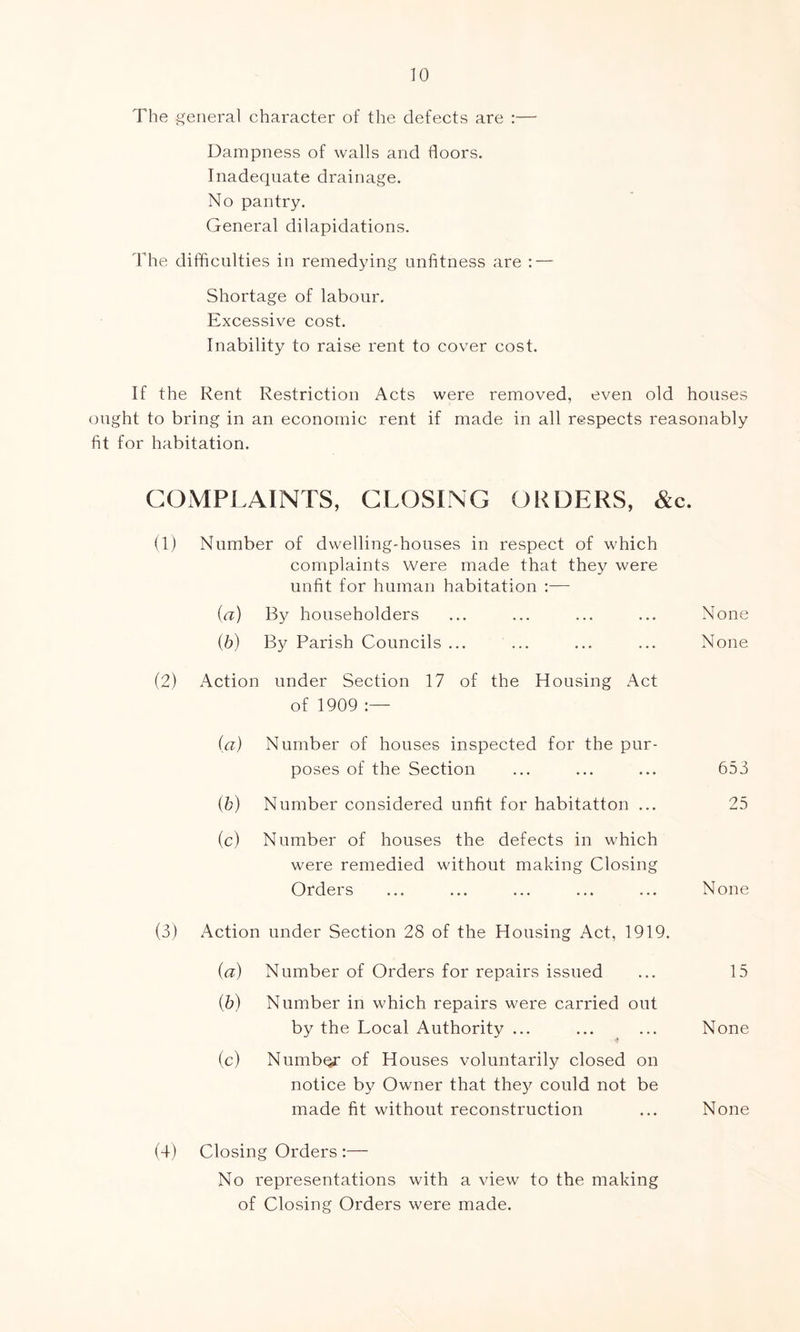 10
The general character of the defects are :—
Dampness of walls and floors.
Inadequate drainage.
No pantry.
General dilapidations.
The difficulties in remedying unfitness are :—
Shortage of labour.
Excessive cost.
Inability to raise rent to cover cost.
If the Rent Restriction Acts were removed, even old houses
ought to bring in an economic rent if made in all respects reasonably
fit for habitation.
COMPLAINTS, CLOSING ORDERS, &c.
(1) Number of dwelling-houses in respect of which
complaints were made that they were
unfit for human habitation :—
(a) By householders ... ... ... ... None
(b) By Parish Councils ... ... ... ... None
(2) Action under Section 17 of the Housing Act
of 1909 :—
(a) Number of houses inspected for the pur-
poses of the Section ... ... ... 653
(b) Number considered unfit for habitatton ... 25
(c) Number of houses the defects in which
were remedied without making Closing
Orders ... ... ... ... ... None
(3) Action under Section 28 of the Housing Act, 1919.
(a) Number of Orders for repairs issued ... 15
(b) Number in which repairs were carried out
by the Local Authority ... ... ... None
(c) Number of Houses voluntarily closed on
notice by Owner that they could not be
made fit without reconstruction ... None
(4) Closing Orders :—
No representations with a view to the making
of Closing Orders were made.